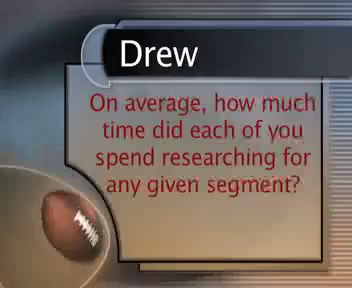 Drew
On average, how much
time did each of you
spend researching for
any given segment?